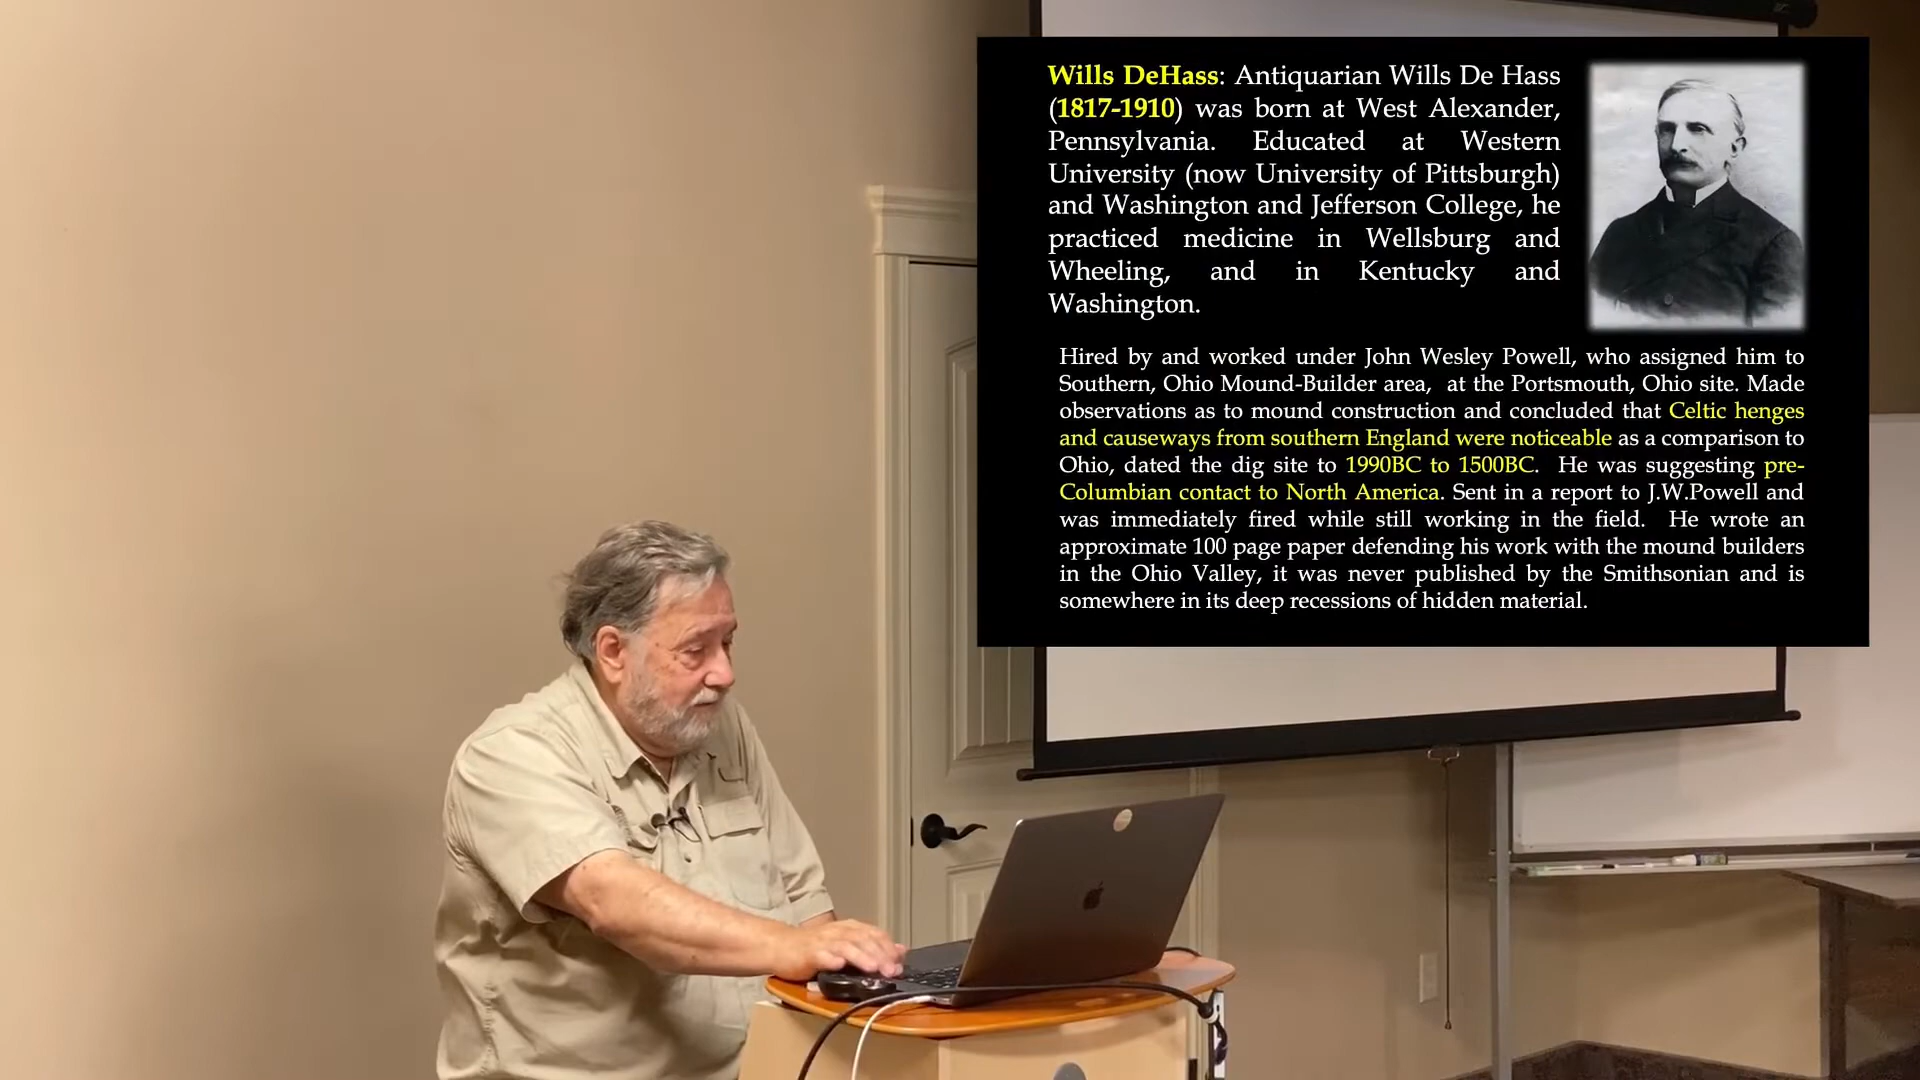 Wills DeHass: Antiquarian Wills De Hass
(1817-1910) was born at West Alexander,
Pennsylvania. Educated at Western
University (now University of Pittsburgh)
and Washington and Jefferson College, he
practiced medicine in Wellsburg and
Wheeling, and in Kentucky and
Washington.
Hired by and worked under John Wesley Powell, who assigned him to
Southern, Ohio Mound-Builder area, at the Portsmouth, Ohio site. Made
observations as to mound construction and concluded that Celtic henges
and causeways from southern England were noticeable as a comparison to
Ohio, dated the dig site to 1990BC to 1500BC. He was suggesting pre-
Columbian contact to North America. Sent in a report to J.W.Powell and
was immediately fired while still working in the field. He wrote an
approximate 100 page paper defending his work with the mound builders
in the Ohio Valley, it was never published by the Smithsonian and is
somewhere in its deep recessions of hidden material.